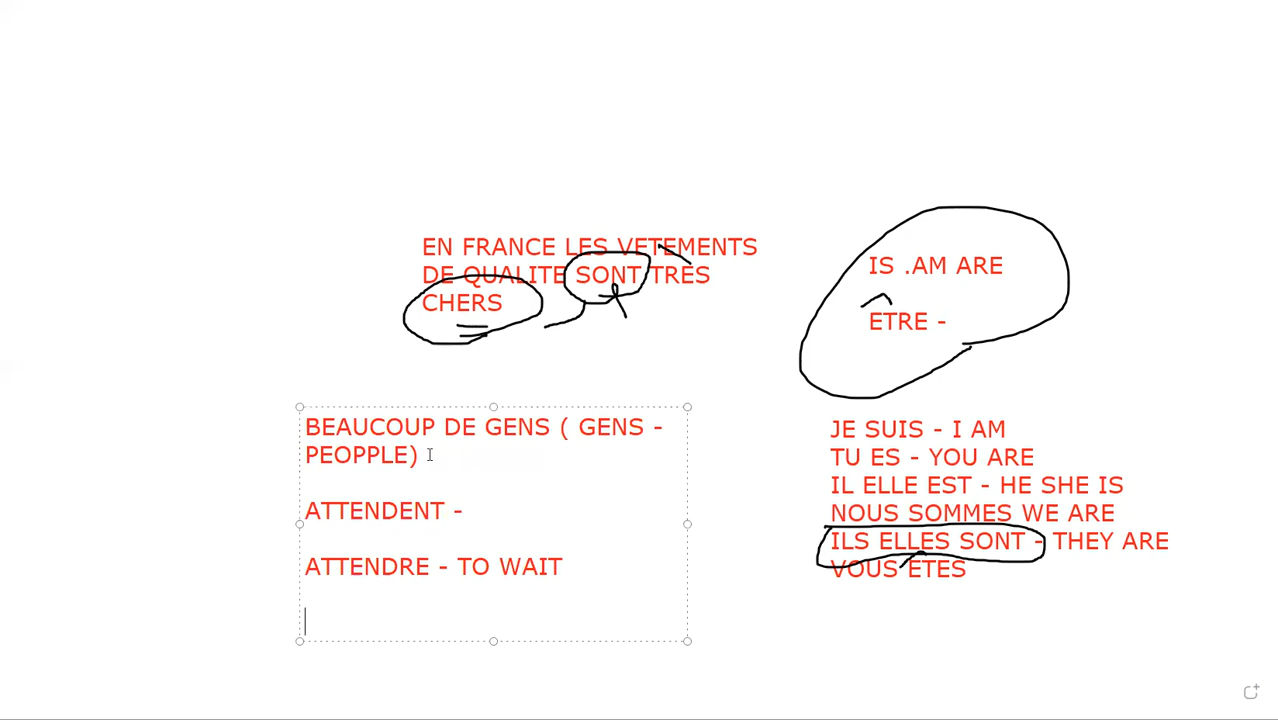 EN FRANCE LES VETEMENTS
DE QUALITE SONT TRES
CHERS
IS .AM ARE
ETRE -
BEAUCOUP DE GENS ( GENS -
PEOPPLE)
ATTENDENT -
ATTENDRE - TO WAIT
JE SUIS - I AM
TU ES - YOU ARE
IL ELLE EST - HE SHE IS
NOUS SOMMES WE ARE
ILS ELLES SONT - THEY ARE
VOUS ETES